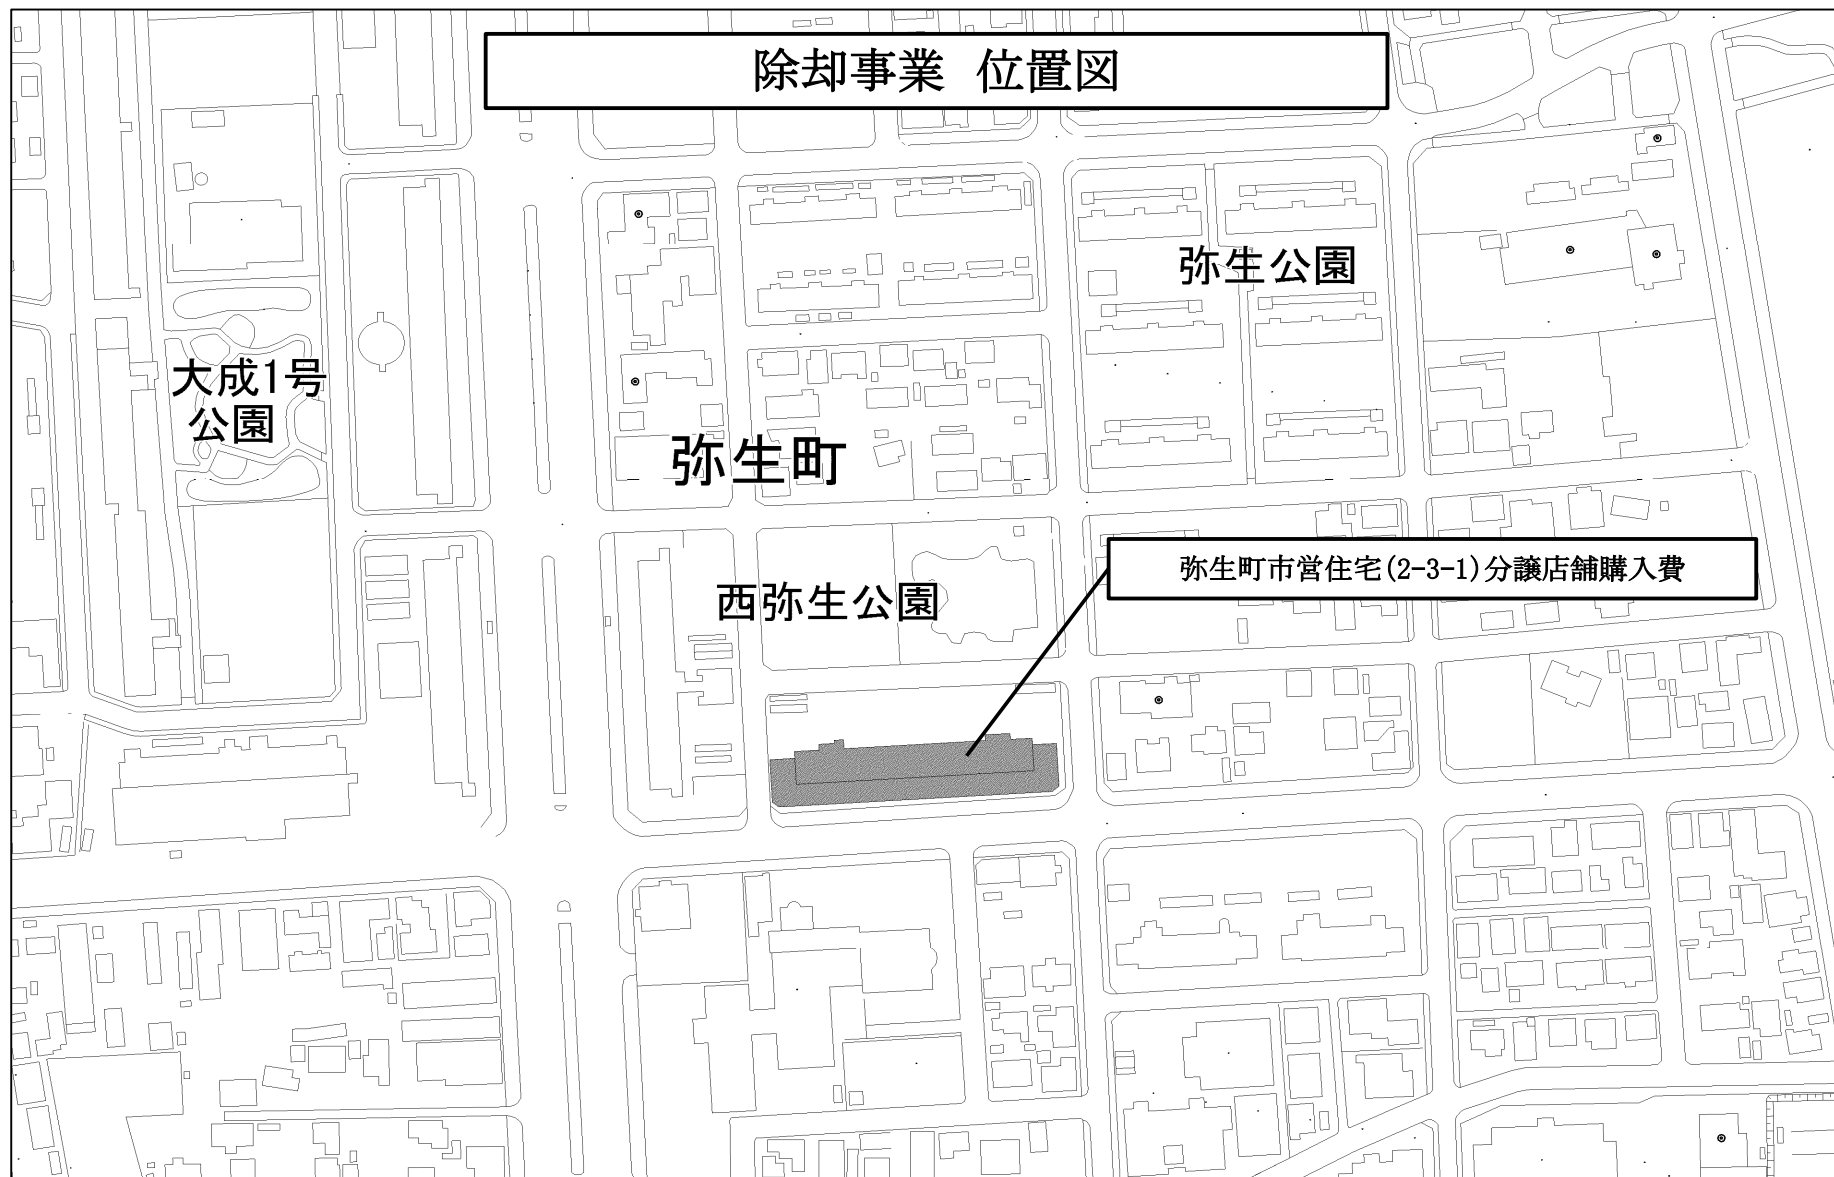 除却事業 位置図
弥生公園
大成1号
公園
弥生町
弥生町市営住宅(2-3-1)分譲店舗購入費
西弥生公園